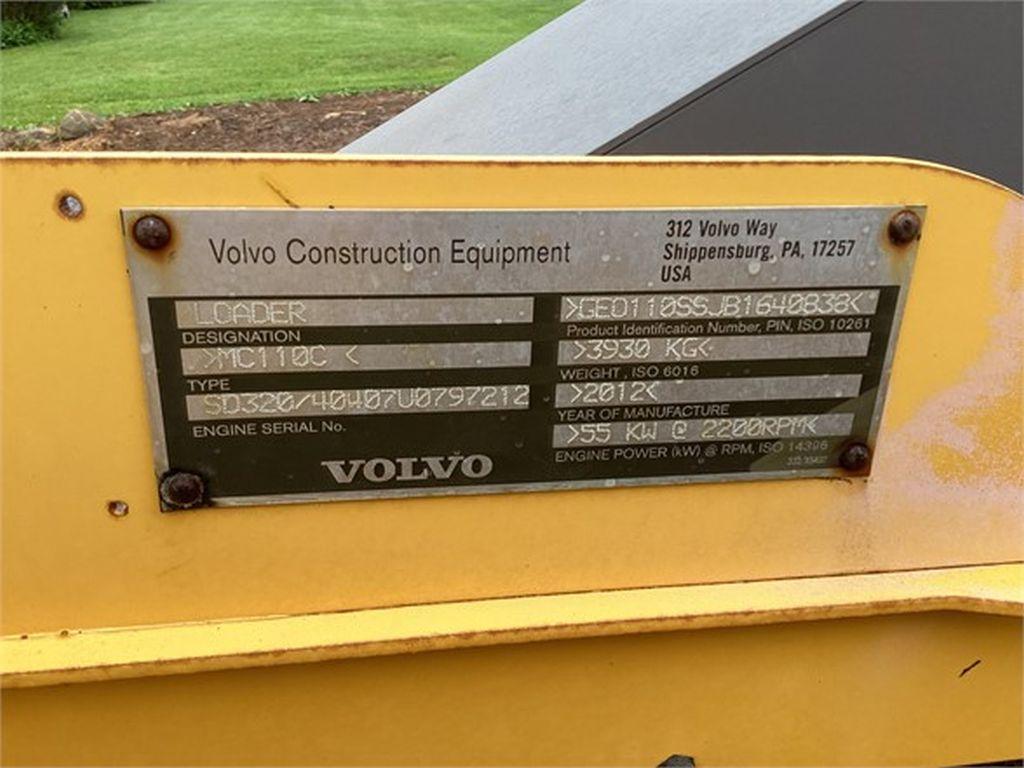 Volvo Construction Equipment
312 Volvo Way
Shippensburg, PA, 17257
USA
LOADER
DESIGNATION
>MC110C <
TYPE
SD320/40407U0797212
ENGINE SERIAL No.
>GEO110SSJB1640838<
Product Identification Number, PIN, ISO 10261
>3930 KG<
WEIGHT , ISO 6016
>2012<
YEAR OF MANUFACTURE
>55 KW @ 2200RPM<
ENGINE POWER (kW) @ RPM, ISO 14396
VOLVO